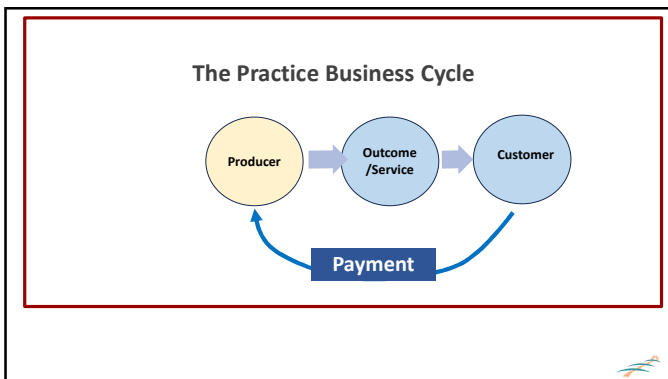 The Practice Business Cycle
Producer
Outcome
/Service
Customer
Payment